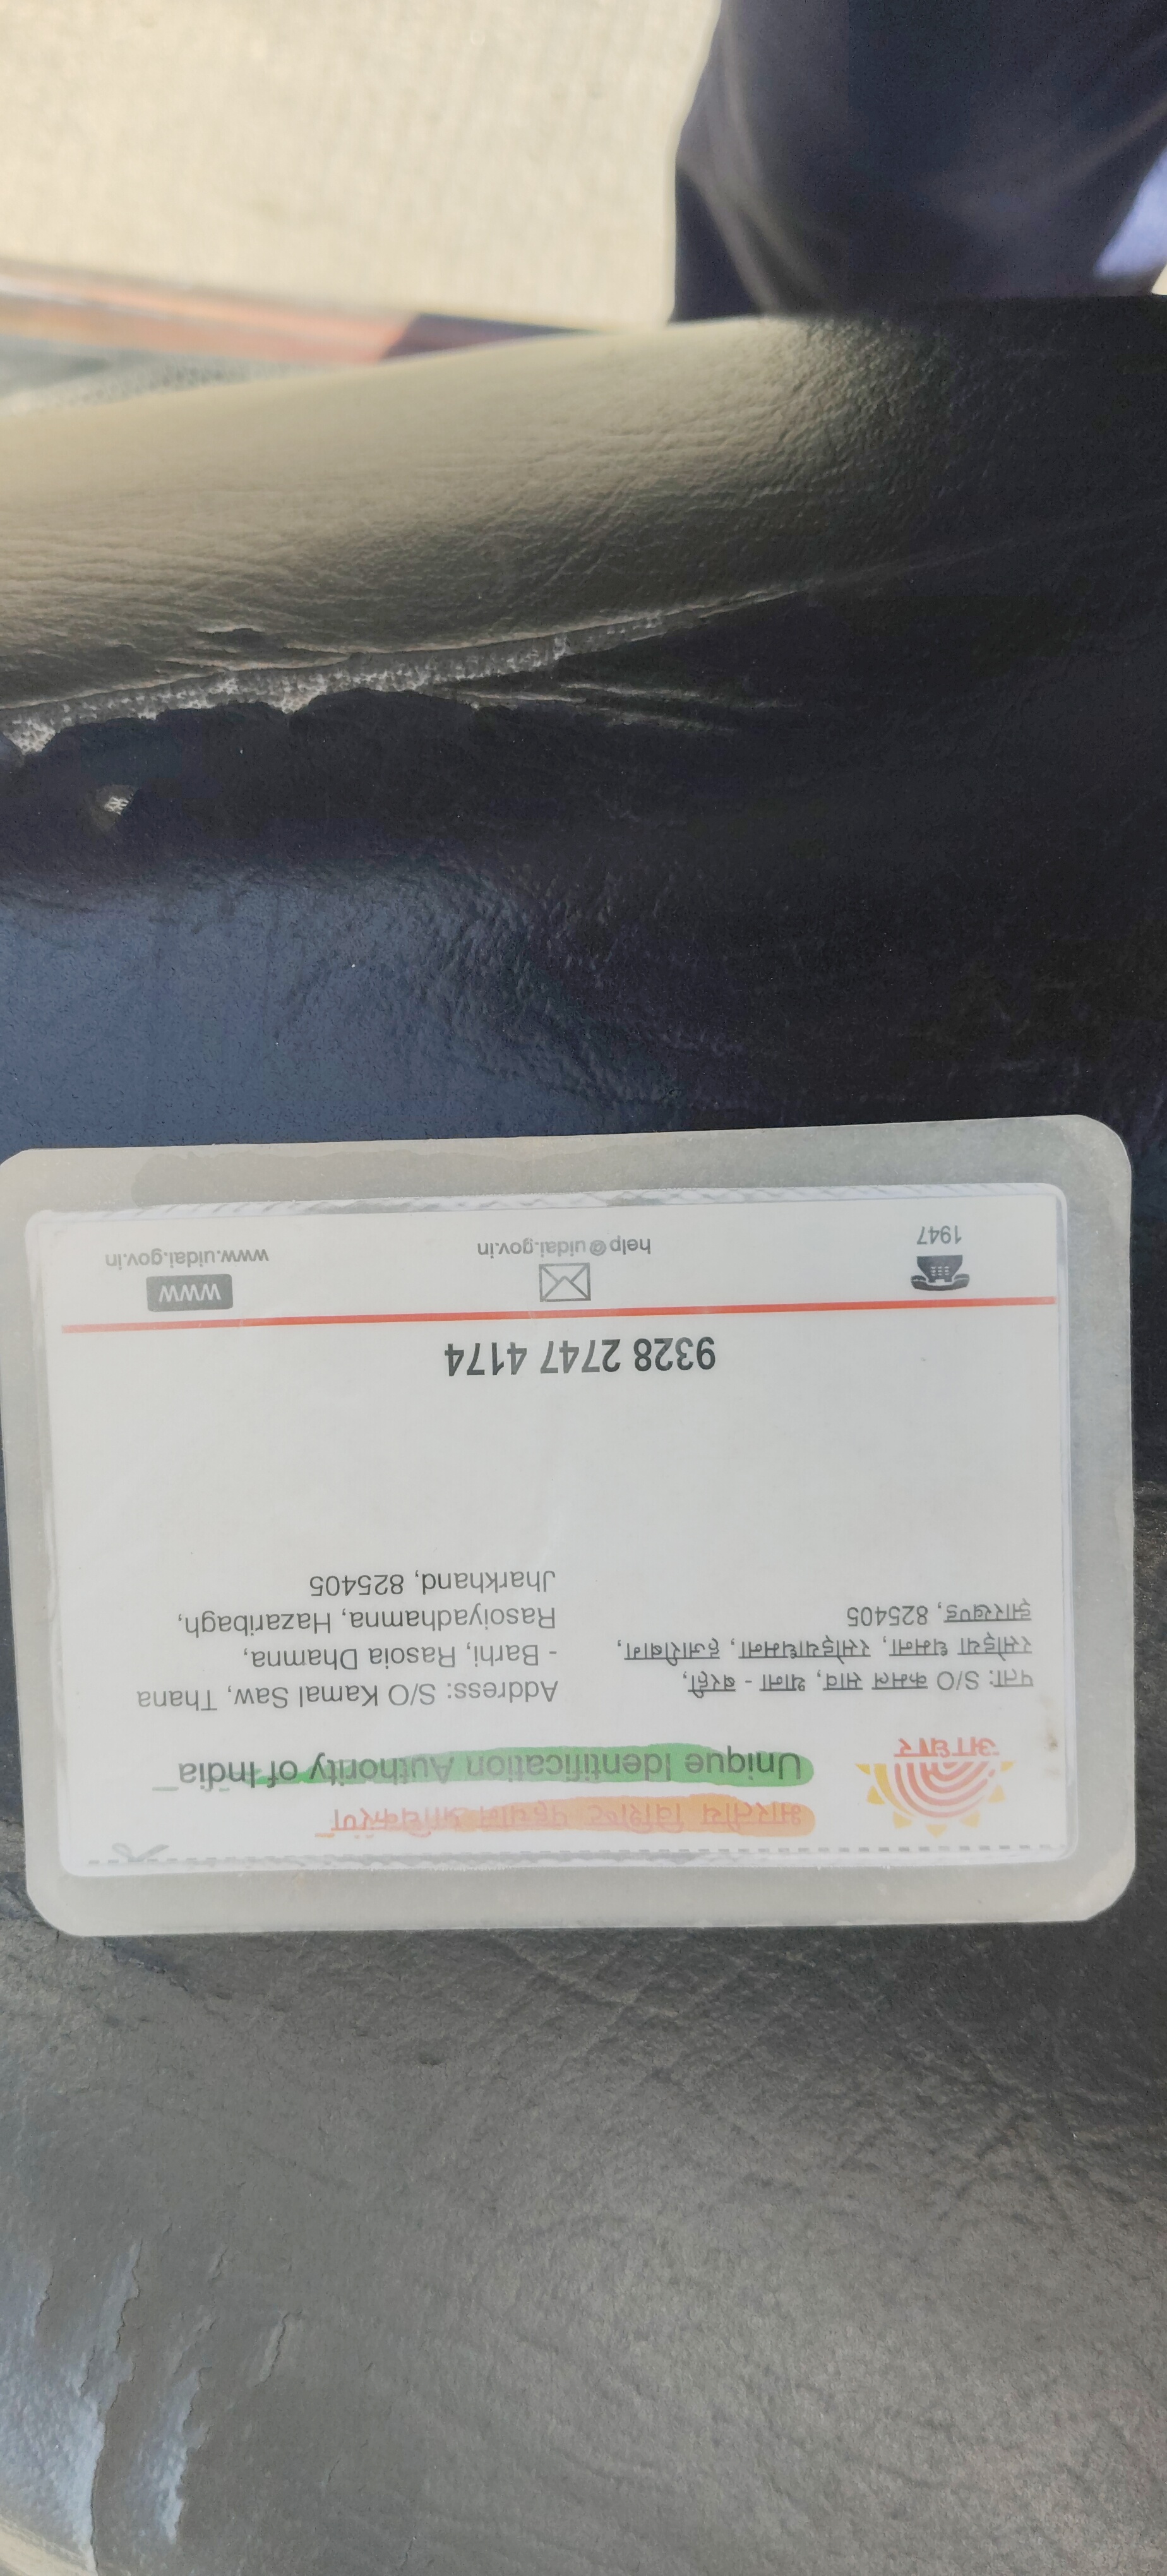 भारतीय विशिष्ट पहचान प्राधिकरण
Unique Identification Authority of India
आधार
पता: S/O कमल साव, थाना - बरही,
रसोइया धमना, रसोइयाधमना, हजारीबाग,
झारखण्ड, 825405
Address: S/O Kamal Saw, Thana
- Barhi, Rasoia Dhamna,
Rasoiyadhamna, Hazaribagh,
Jharkhand, 825405
9328 2747 4174
1947
help@uidai.gov.in
WWW
www.uidai.gov.in